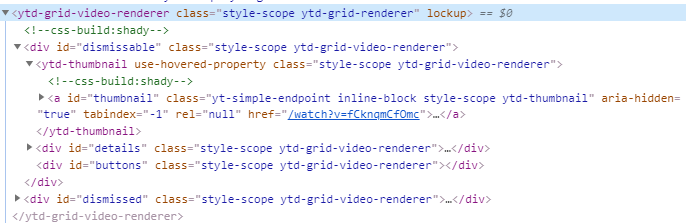 ▼<ytd-grid-video-renderer class="style-scope ytd-grid-renderer" lockup> == $0
<!--css-build:shady-->
▼<div id="dismissable" class="style-scope ytd-grid-video-renderer">
▼<ytd-thumbnail use-hovered-property class="style-scope ytd-grid-video-renderer">
<!--css-build:shady-->
▶<a id="thumbnail" class="yt-simple-endpoint inline-block style-scope ytd-thumbnail" aria-hidden=
"true" tabindex="-1" rel="null" href="/watch?v=fCknqmCfOmc">…</a>
</ytd-thumbnail>
▶<div id="details" class="style-scope ytd-grid-video-renderer">…</div>
<div id="buttons" class="style-scope ytd-grid-video-renderer"></div>
</div>
▶<div id="dismissed" class="style-scope ytd-grid-video-renderer">…</div>
</ytd-grid-video-renderer>